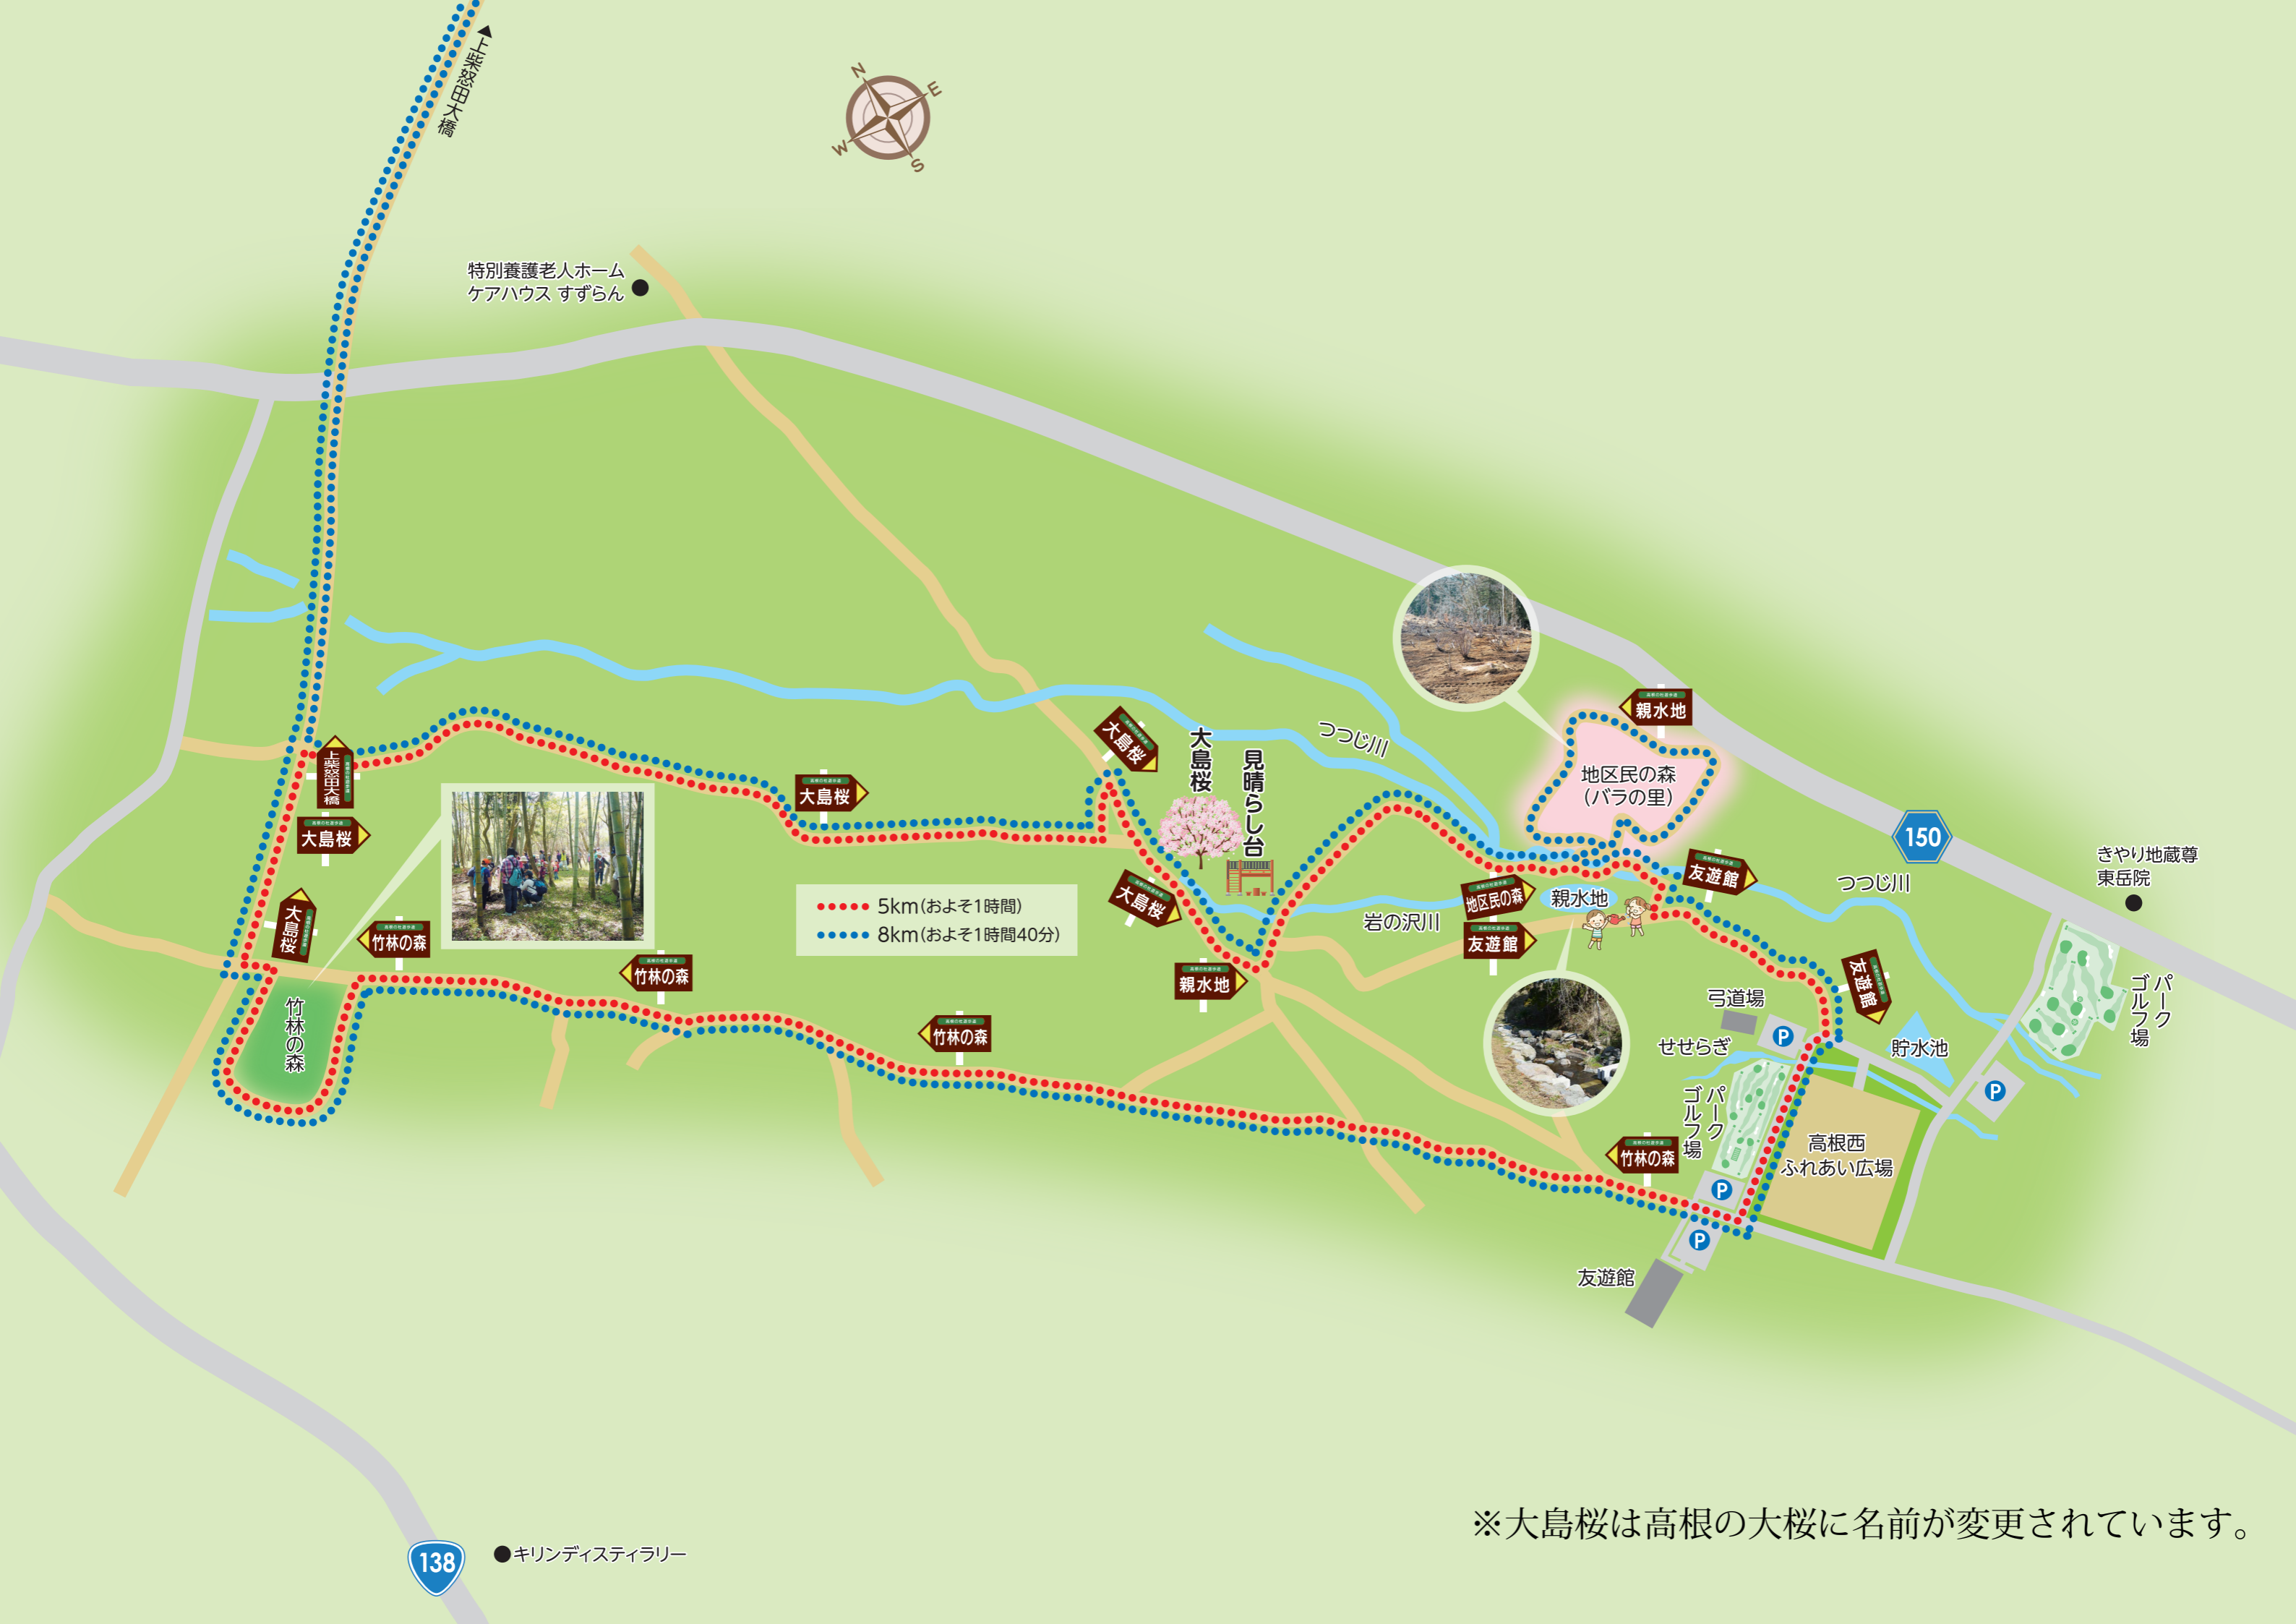 ▲上柴怒田大橋
N
E
W
S
特別養護老人ホーム
ケアハウス すずらん
親水地
大島桜
大島桜
見晴らし台
つつじ川
地区民の森
（バラの里）
上柴怒田大橋
大島桜
大島桜
150
きやり地蔵尊
東岳院
友遊館
つつじ川
大島桜
5km（およそ1時間）
8km（およそ1時間40分）
大島桜
岩の沢川
地区民の森
友遊館
親水地
大島桜
竹林の森
竹林の森
親水地
友遊館
パーク
ゴルフ場
弓道場
P
せせらぎ
貯水池
竹林の森
竹林の森
P
パーク
ゴルフ場
高根西
ふれあい広場
竹林の森
P
P
友遊館
※大島桜は高根の大桜に名前が変更されています。
138
キリンディスティラリー